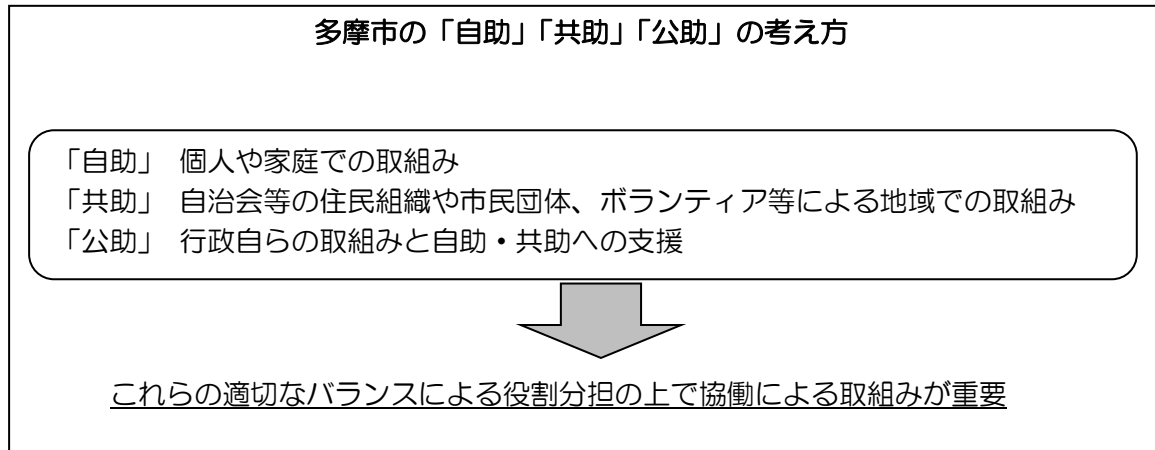 多摩市の「自助」「共助」「公助」の考え方
「自助」 個人や家庭での取組み
「共助」 自治会等の住民組織や市民団体、ボランティア等による地域での取組み
「公助」 行政自らの取組みと自助・共助への支援
これらの適切なバランスによる役割分担の上で協働による取組みが重要